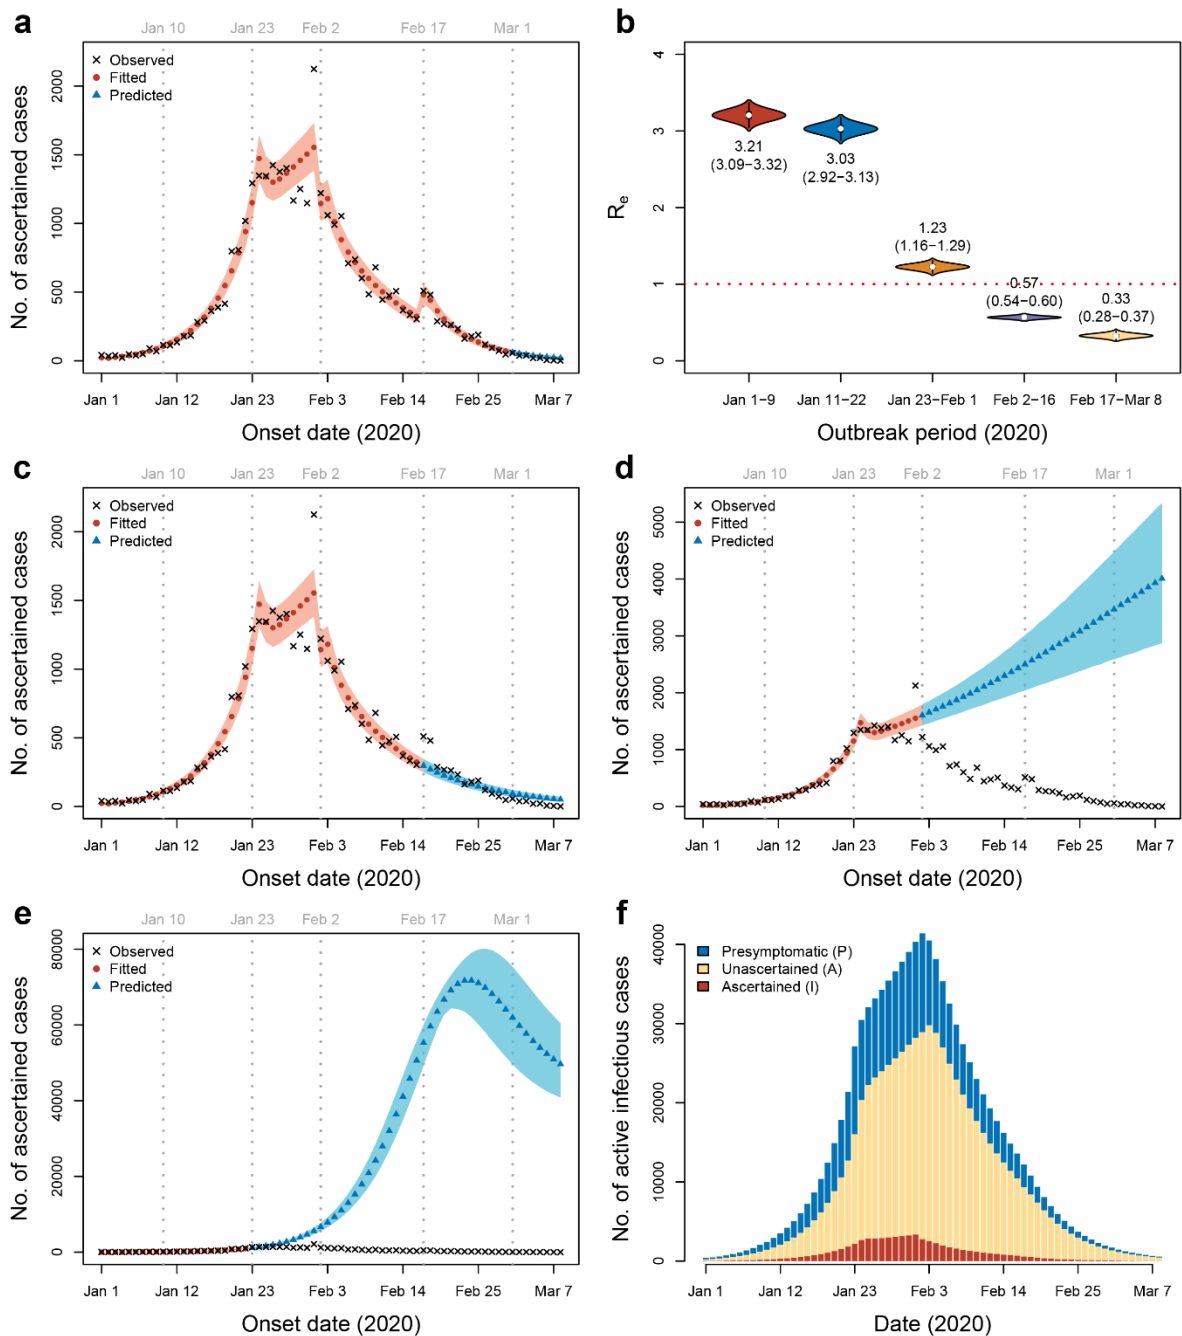 a
Jan 10 Jan 23 Feb 2 Feb 17 Mar 1
Observed
Fitted
Predicted
No. of ascertained cases
2000
1500
1000
500
0
Jan 1 Jan 12 Jan 23 Feb 3 Feb 14 Feb 25 Mar 7
Onset date (2020)
b
4
3
2
1
0
Re
3.21
(3.09−3.32)
3.03
(2.92−3.13)
1.23
(1.16−1.29)
0.57
(0.54−0.60)
0.33
(0.28−0.37)
Jan 1−9 Jan 11−22 Jan 23−Feb 1 Feb 2−16 Feb 17−Mar 8
Outbreak period (2020)
c
Jan 10 Jan 23 Feb 2 Feb 17 Mar 1
Observed
Fitted
Predicted
No. of ascertained cases
2000
1500
1000
500
0
Jan 1 Jan 12 Jan 23 Feb 3 Feb 14 Feb 25 Mar 7
Onset date (2020)
d
Jan 10 Jan 23 Feb 2 Feb 17 Mar 1
Observed
Fitted
Predicted
No. of ascertained cases
5000
4000
3000
2000
1000
0
Jan 1 Jan 12 Jan 23 Feb 3 Feb 14 Feb 25 Mar 7
Onset date (2020)
e
Jan 10 Jan 23 Feb 2 Feb 17 Mar 1
Observed
Fitted
Predicted
No. of ascertained cases
80000
60000
40000
20000
0
Jan 1 Jan 12 Jan 23 Feb 3 Feb 14 Feb 25 Mar 7
Onset date (2020)
f
Presymptomatic (P)
Unascertained (A)
Ascertained (I)
No. of active infectious cases
40000
30000
20000
10000
0
Jan 1 Jan 12 Jan 23 Feb 3 Feb 14 Feb 25 Mar 7
Date (2020)